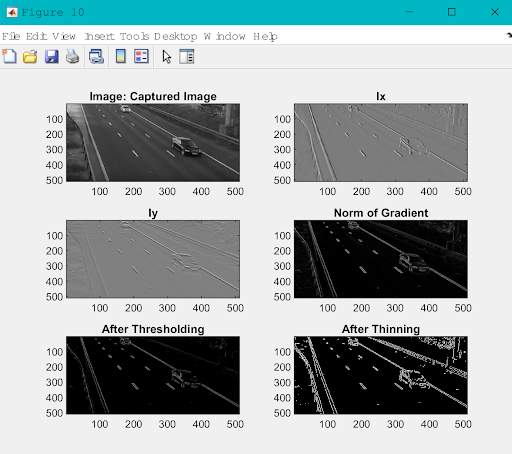 Figure 10
File Edit View Insert Tools Desktop Window Help
Image: Captured Image
Ix
100
200
300
400
500
100 200 300 400 500
100
200
300
400
500
100 200 300 400 500
Iy
Norm of Gradient
100
200
300
400
500
100 200 300 400 500
100
200
300
400
500
100 200 300 400 500
After Thresholding
After Thinning
100
200
300
400
500
100 200 300 400 500
100
200
300
400
500
100 200 300 400 500